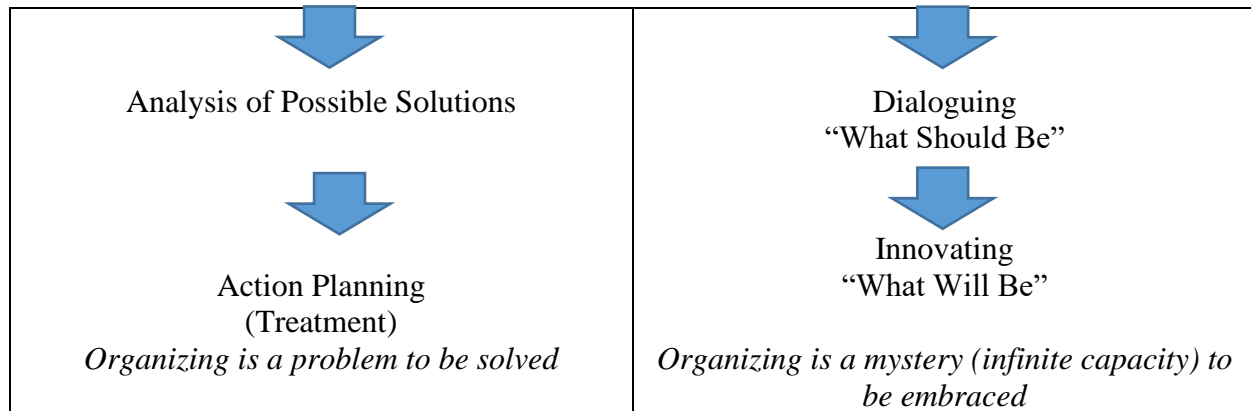 Analysis of Possible Solutions
Action Planning
(Treatment)
Organizing is a problem to be solved
Dialoguing
“What Should Be”
Innovating
“What Will Be”
Organizing is a mystery (infinite capacity) to
be embraced